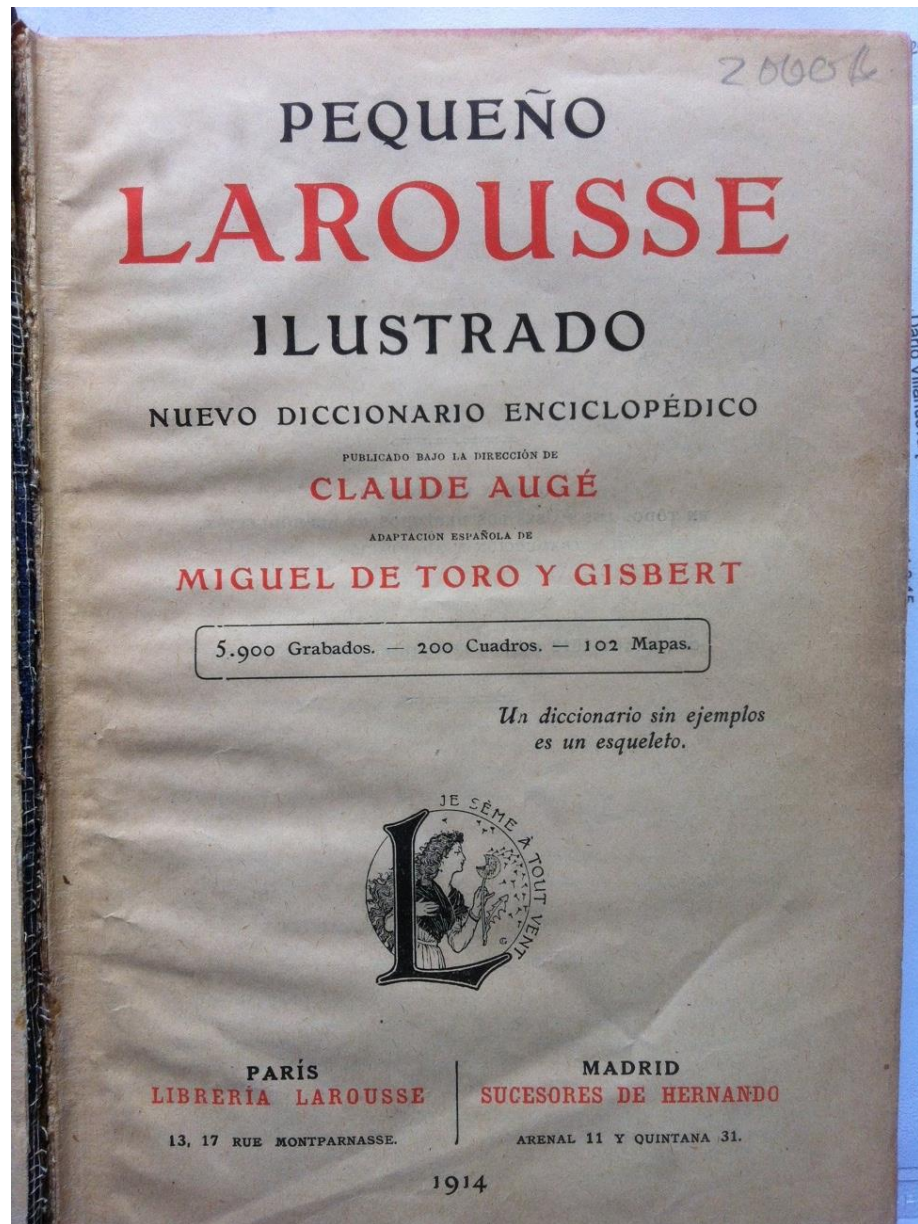 PEQUEÑO
LAROUSSE
ILUSTRADO
NUEVO DICCIONARIO ENCICLOPÉDICO
PUBLICADO BAJO LA DIRECCIÓN DE
CLAUDE AUGÉ
ADAPTACION ESPAÑOLA DE
MIGUEL DE TORO Y GISBERT
5.900 Grabados. — 200 Cuadros. — 102 Mapas.
Un diccionario sin ejemplos
es un esqueleto.
JE SÈME À TOUT VENT
L
PARÍS
LIBRERÍA LAROUSSE
13, 17 RUE MONTPARNASSE.
MADRID
SUCESORES DE HERNANDO
ARENAL 11 Y QUINTANA 31.
1914